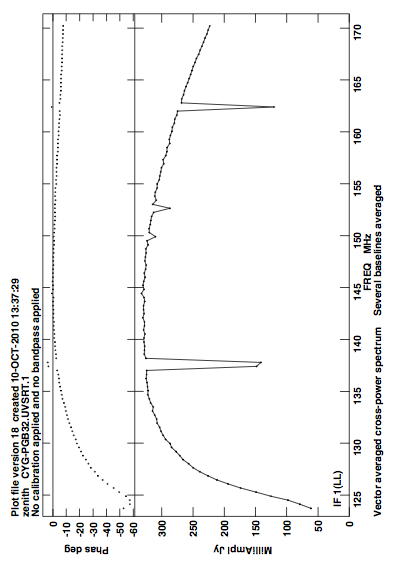 Plot file version 18 created 10-OCT-2010 13:37:29
zenith CYG-PGB32.UVSRT.1
No calibration applied and no bandpass applied
0
-10
-20
-30
-40
-50
-60
Phas deg
300
250
200
150
100
50
0
MilliAmpl Jy
IF 1(LL)
125 130 135 140 145 150 155 160 165 170
FREQ MHz
Vector averaged cross-power spectrum Several baselines averaged